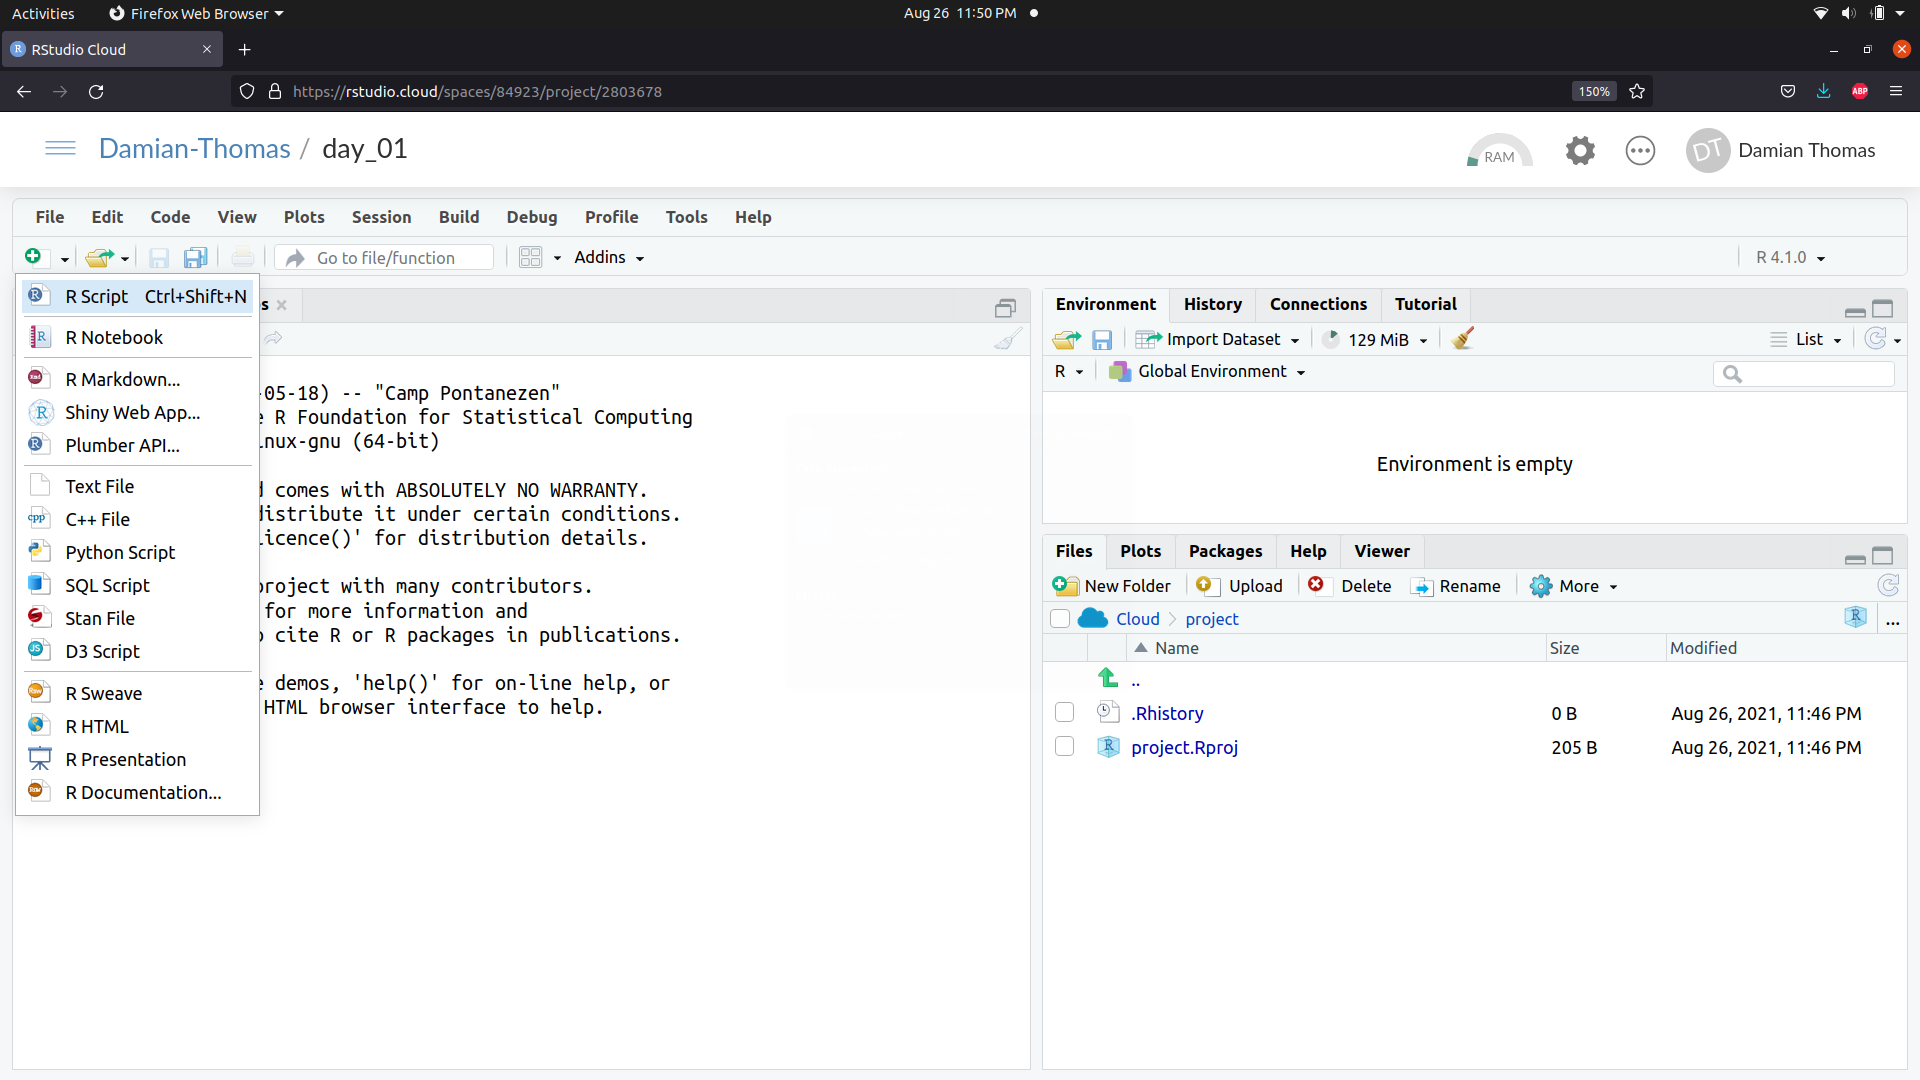 Activities Firefox Web Browser Aug 26 11:50 PM
RStudio Cloud
https://rstudio.cloud/spaces/84923/project/2803678 150% ABP
Damian-Thomas / day_01 RAM DT Damian Thomas
File Edit Code View Plots Session Build Debug Profile Tools Help
Go to file/function Addins R 4.1.0
R Script Ctrl+Shift+N
R Notebook
R Markdown...
Shiny Web App...
Plumber API...
Text File
C++ File
Python Script
SQL Script
Stan File
D3 Script
R Sweave
R HTML
R Presentation
R Documentation...
s
-05-18) -- "Camp Pontanezen"
e R Foundation for Statistical Computing
inux-gnu (64-bit)
d comes with ABSOLUTELY NO WARRANTY.
distribute it under certain conditions.
licence()' for distribution details.
project with many contributors.
for more information and
o cite R or R packages in publications.
e demos, 'help()' for on-line help, or
HTML browser interface to help.
Environment History Connections Tutorial
Import Dataset 129 MiB List
R Global Environment
Environment is empty
Files Plots Packages Help Viewer
New Folder Upload Delete Rename More
Cloud project ...
Name Size Modified
..
.Rhistory 0 B Aug 26, 2021, 11:46 PM
project.Rproj 205 B Aug 26, 2021, 11:46 PM